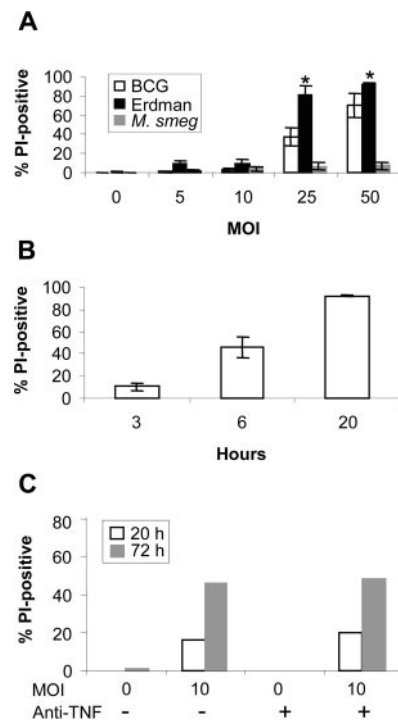 A
% PI-positive
100
80
60
40
20
0
BCG
Erdman
M. smeg
*
*
0 5 10 25 50
MOI
B
% PI-positive
100
80
60
40
20
0
3 6 20
Hours
C
% PI-positive
80
60
40
20
0
20 h
72 h
MOI 0 10 0 10
Anti-TNF - - + +